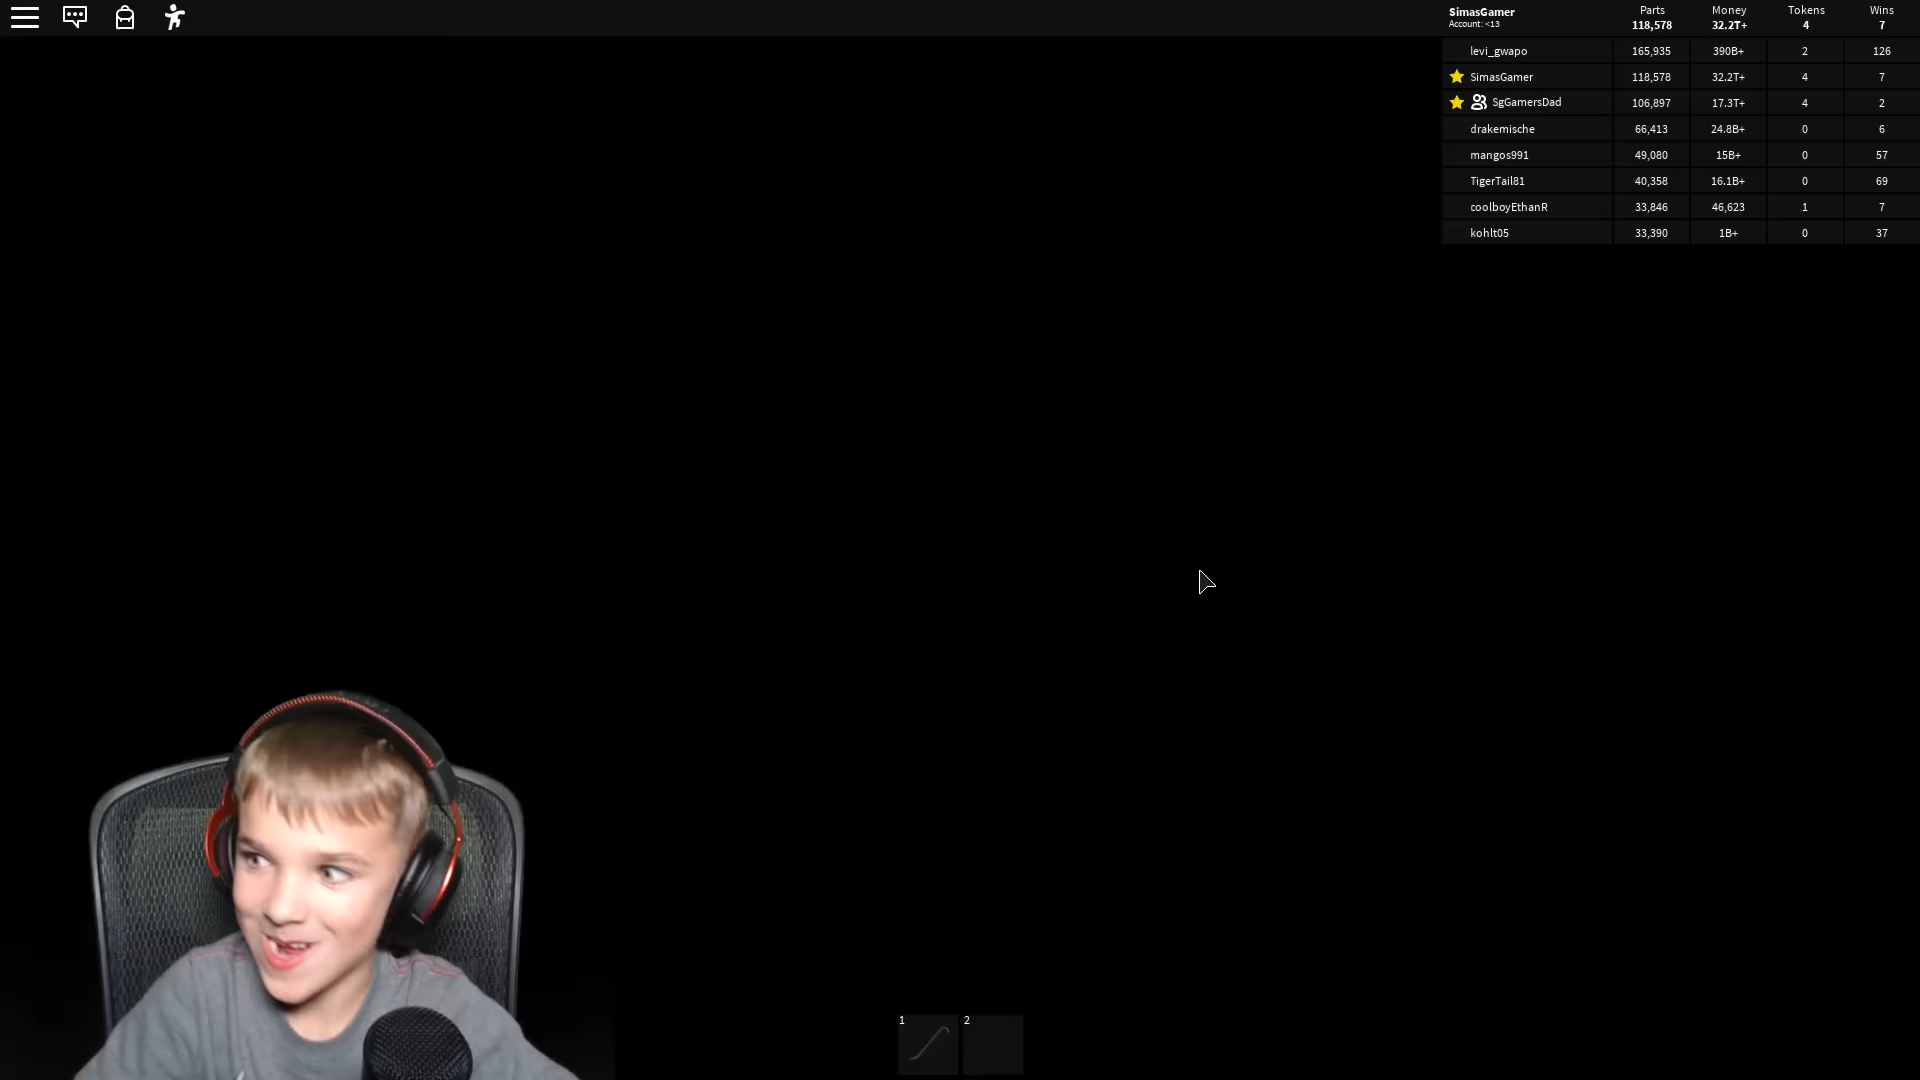 SimasGamer Parts Money Tokens Wins
Account: <13 118,578 32.2T+ 4 7
levi_gwapo 165,935 390B+ 2 126
SimasGamer 118,578 32.2T+ 4 7
SgGamersDad 106,897 17.3T+ 4 2
drakemische 66,413 24.8B+ 0 6
mangos991 49,080 15B+ 0 57
TigerTail81 40,358 16.1B+ 0 69
coolboyEthanR 33,846 46,623 1 7
kohlt05 33,390 1B+ 0 37
1 2